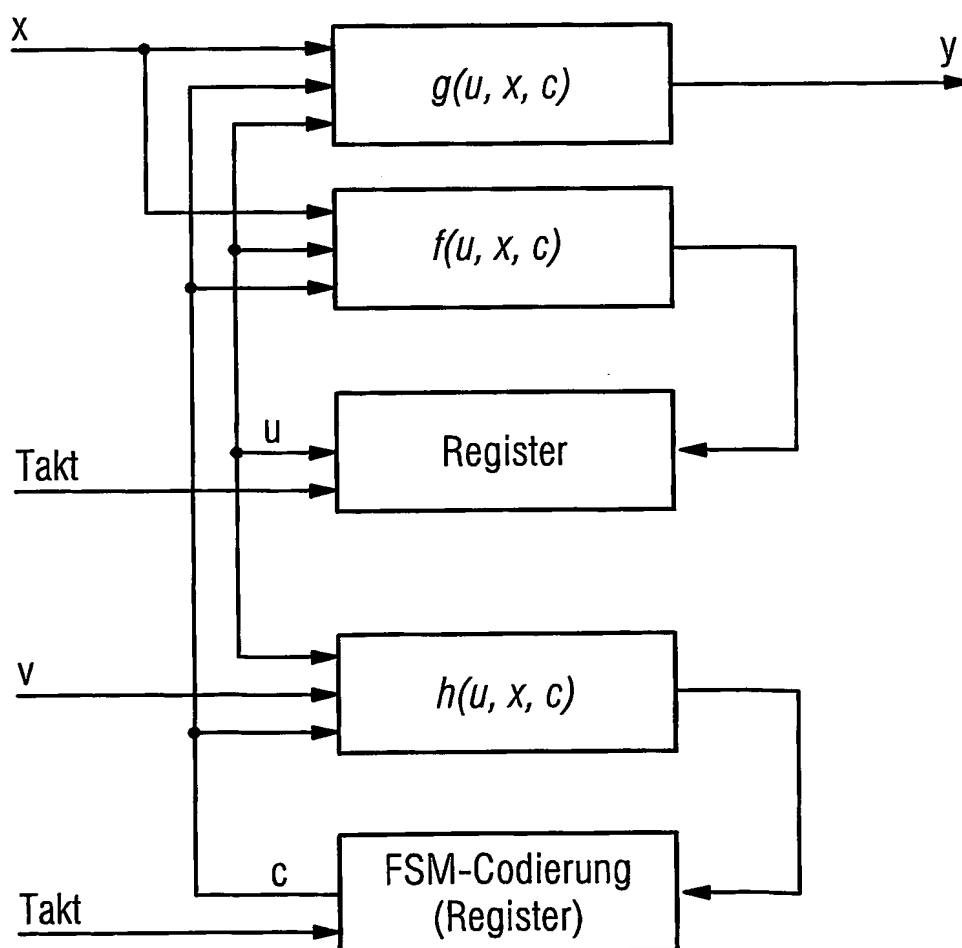 x
g(u, x, c)
y
f(u, x, c)
u
Register
Takt
v
h(u, x, c)
c
FSM-Codierung
(Register)
Takt